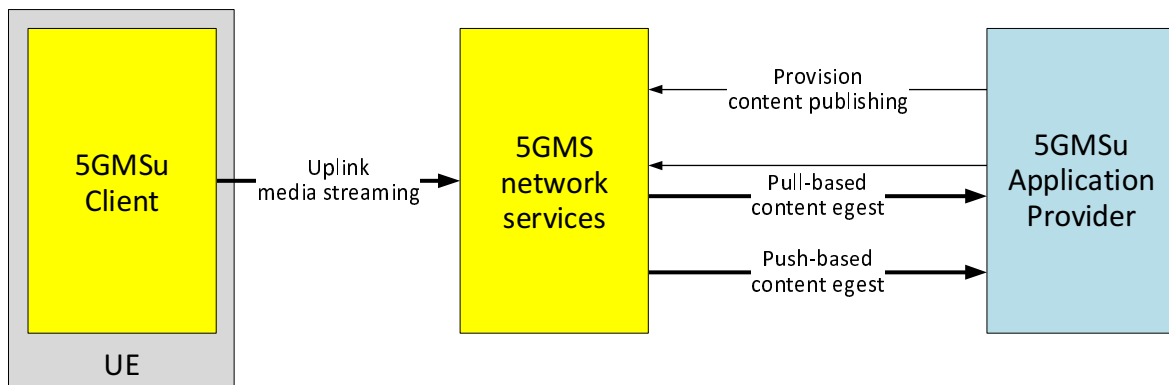 5GMSu
Client
UE
Uplink
media streaming
5GMS
network
services
Provision
content publishing
Pull-based
content egest
Push-based
content egest
5GMSu
Application
Provider